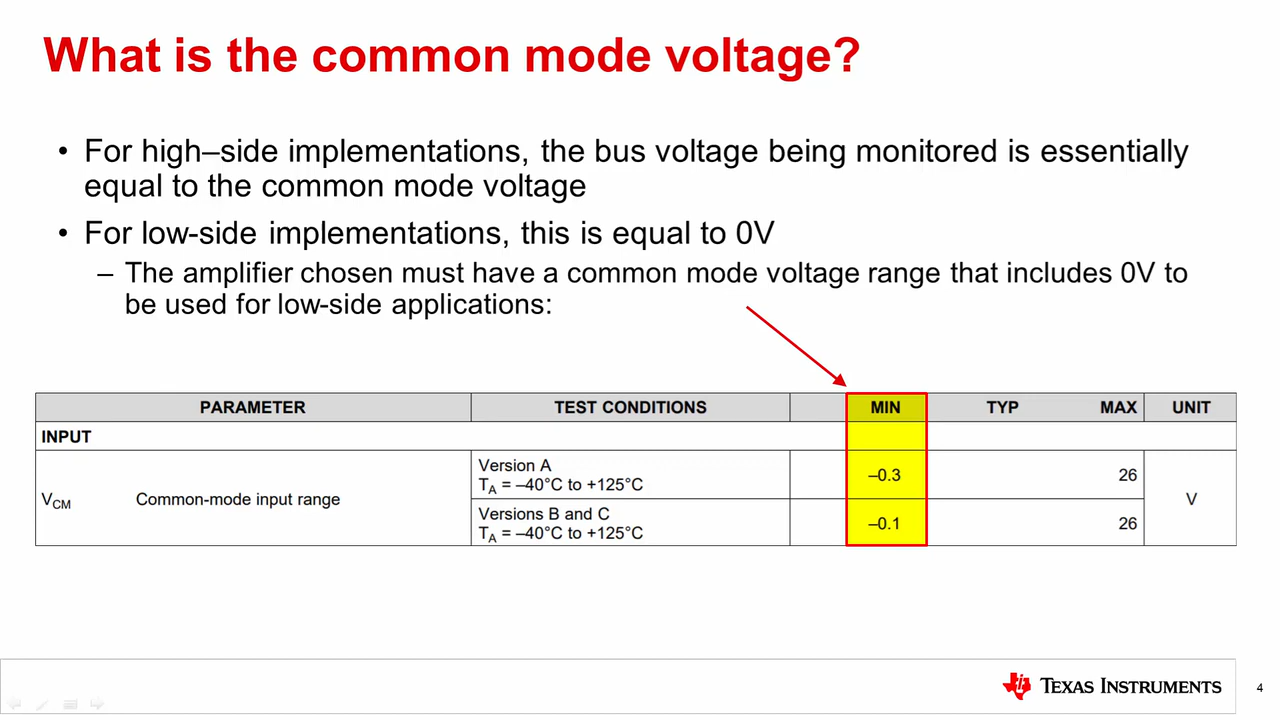 What is the common mode voltage?
• For high–side implementations, the bus voltage being monitored is essentially
equal to the common mode voltage
• For low-side implementations, this is equal to 0V
– The amplifier chosen must have a common mode voltage range that includes 0V to
be used for low-side applications:
PARAMETER TEST CONDITIONS MIN TYP MAX UNIT
INPUT
VCM Common-mode input range
Version A
TA = –40°C to +125°C
–0.3 26
Versions B and C
TA = –40°C to +125°C
–0.1 26
V
TEXAS INSTRUMENTS
4